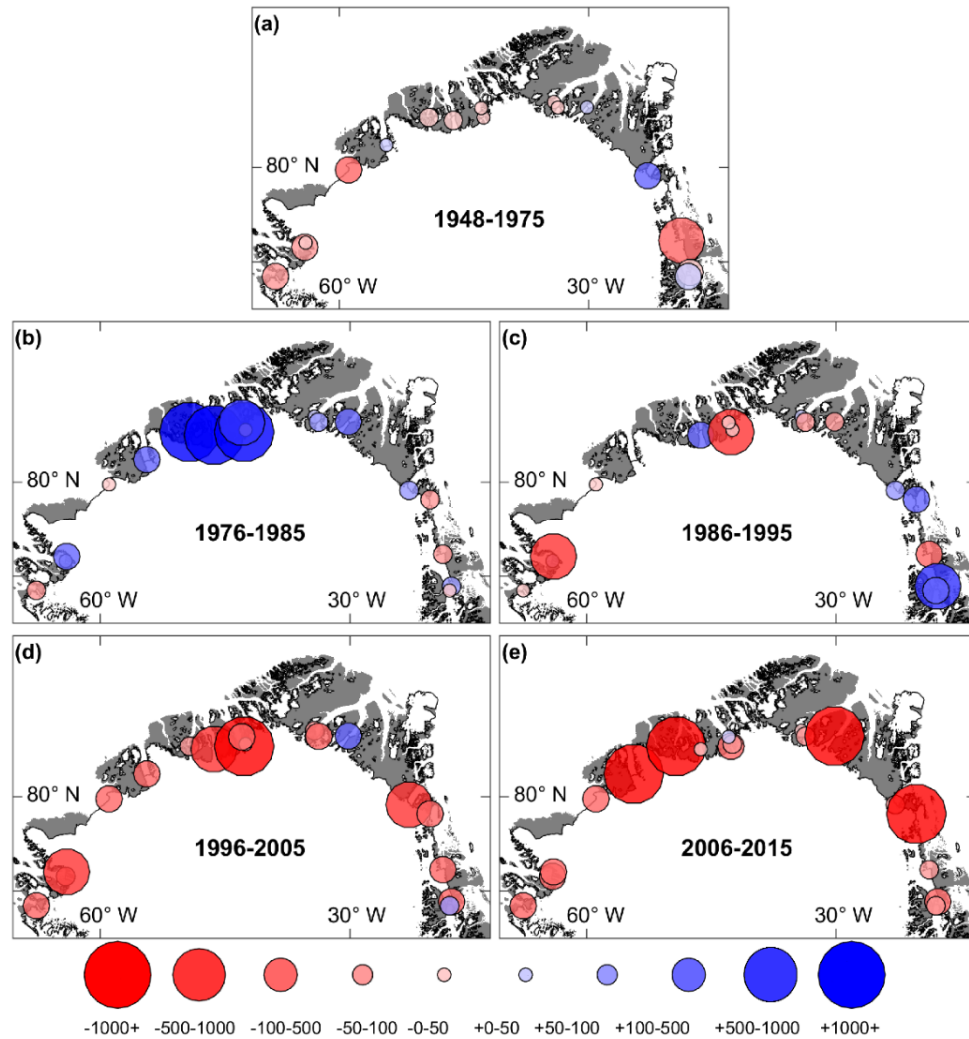 (a)
80° N
1948-1975
60° W 30° W
(b) (c)
80° N 80° N
1976-1985 1986-1995
60° W 30° W 60° W 30° W
(d) (e)
80° N 80° N
1996-2005 2006-2015
60° W 30° W 60° W 30° W
-1000+ -500-1000 -100-500 -50-100 -0-50 +0-50 +50-100 +100-500 +500-1000 +1000+